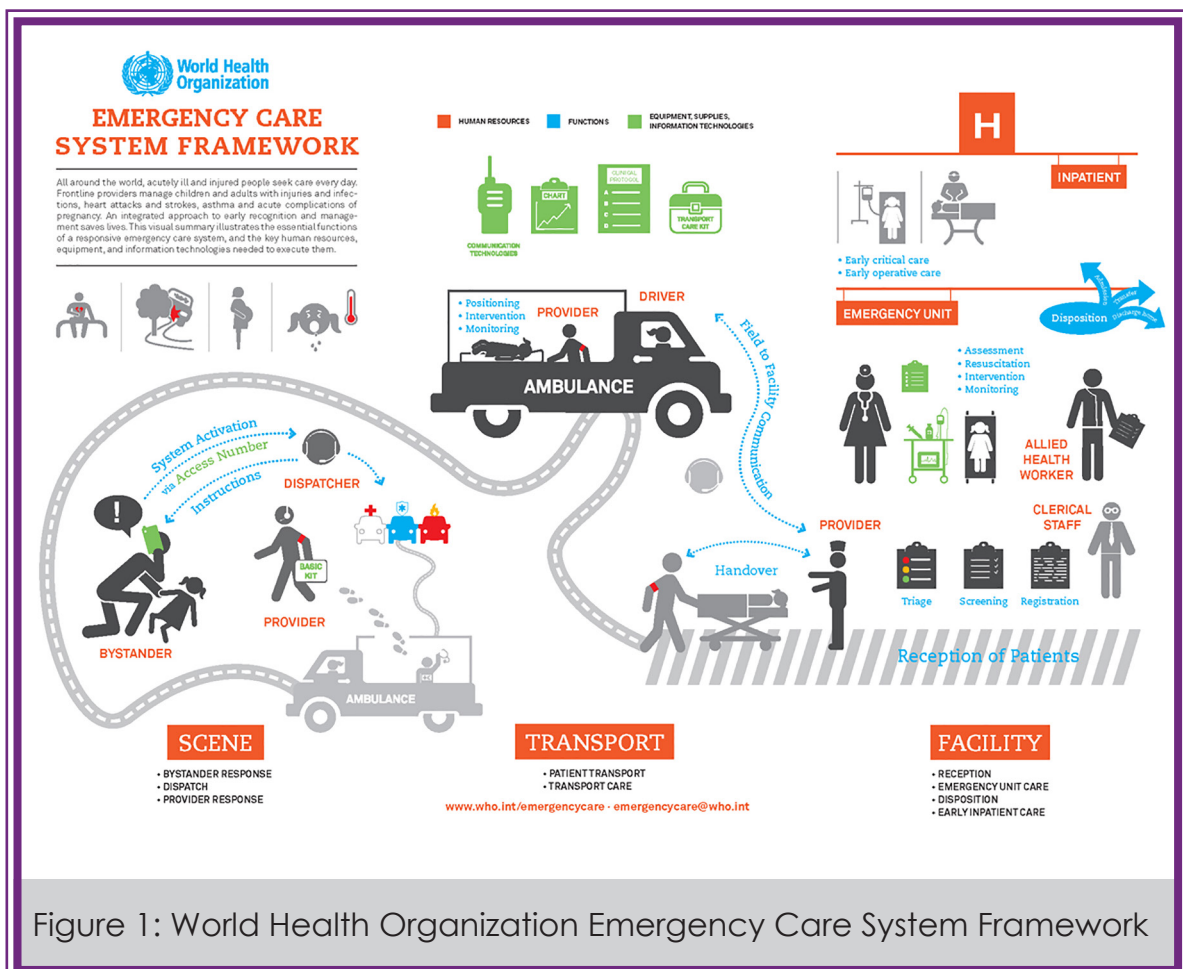 World Health
Organization
EMERGENCY CARE
SYSTEM FRAMEWORK
All around the world, acutely ill and injured people seek care every day.
Frontline providers manage children and adults with injuries and infec-
tions, heart attacks and strokes, asthma and acute complications of
pregnancy. An integrated approach to early recognition and manage-
ment saves lives. This visual summary illustrates the essential functions
of a responsive emergency care system, and the key human resources,
equipment, and information technologies needed to execute them.
HUMAN RESOURCES
FUNCTIONS
EQUIPMENT, SUPPLIES,
INFORMATION TECHNOLOGIES
COMMUNICATION
TECHNOLOGIES
CHART
CLINICAL
PROTOCOL
A
B
C
D
TRANSPORT
CARE KIT
H
INPATIENT
• Early critical care
• Early operative care
EMERGENCY UNIT
Disposition
Admission
Transfer
Discharge home
• Assessment
• Resuscitation
• Intervention
• Monitoring
ALLIED
HEALTH
WORKER
CLERICAL
STAFF
• Positioning
• Intervention
• Monitoring
PROVIDER
DRIVER
AMBULANCE
Field to Facility Communication
System Activation
via Access Number
Instructions
DISPATCHER
!
BYSTANDER
BASIC
KIT
PROVIDER
AMBULANCE
PROVIDER
Handover
Triage
Screening
Registration
Reception of Patients
SCENE
• BYSTANDER RESPONSE
• DISPATCH
• PROVIDER RESPONSE
TRANSPORT
• PATIENT TRANSPORT
• TRANSPORT CARE
www.who.int/emergencycare · emergencycare@who.int
FACILITY
• RECEPTION
• EMERGENCY UNIT CARE
• DISPOSITION
• EARLY INPATIENT CARE
Figure 1: World Health Organization Emergency Care System Framework